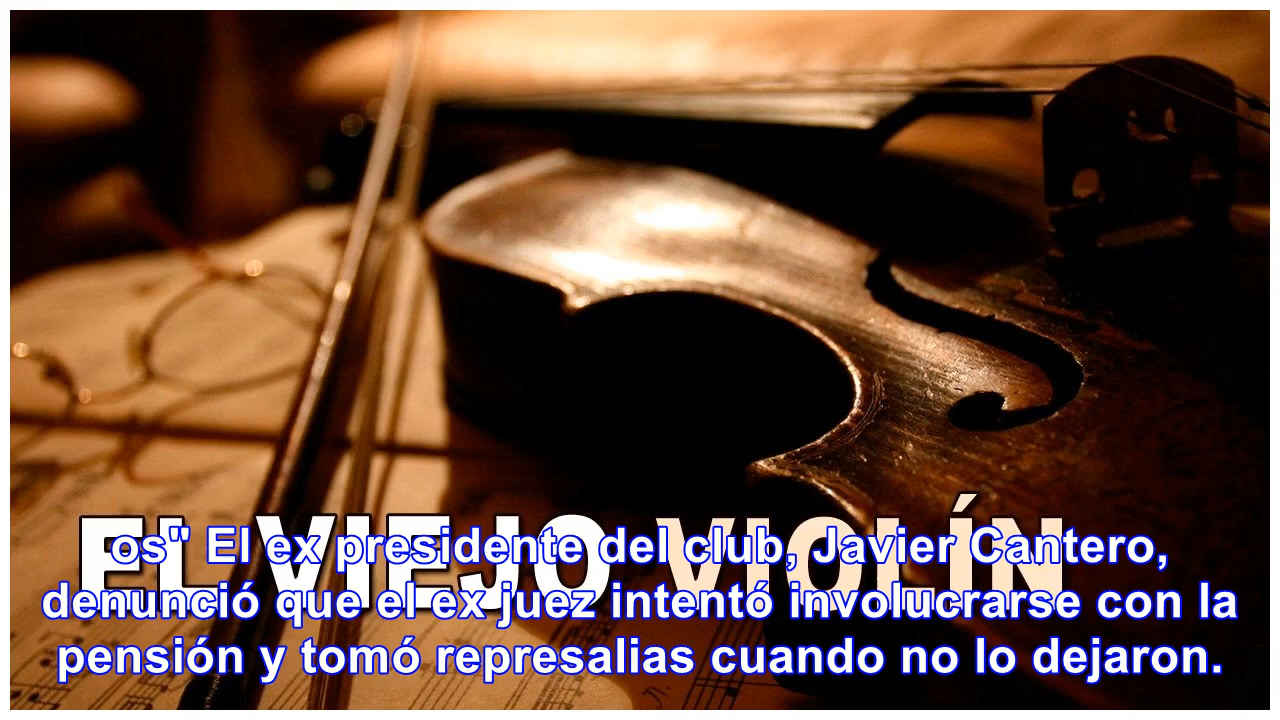 EL VIEJO VIOLÍN
os" El ex presidente del club, Javier Cantero,
denunció que el ex juez intentó involucrarse con la
pensión y tomó represalias cuando no lo dejaron.